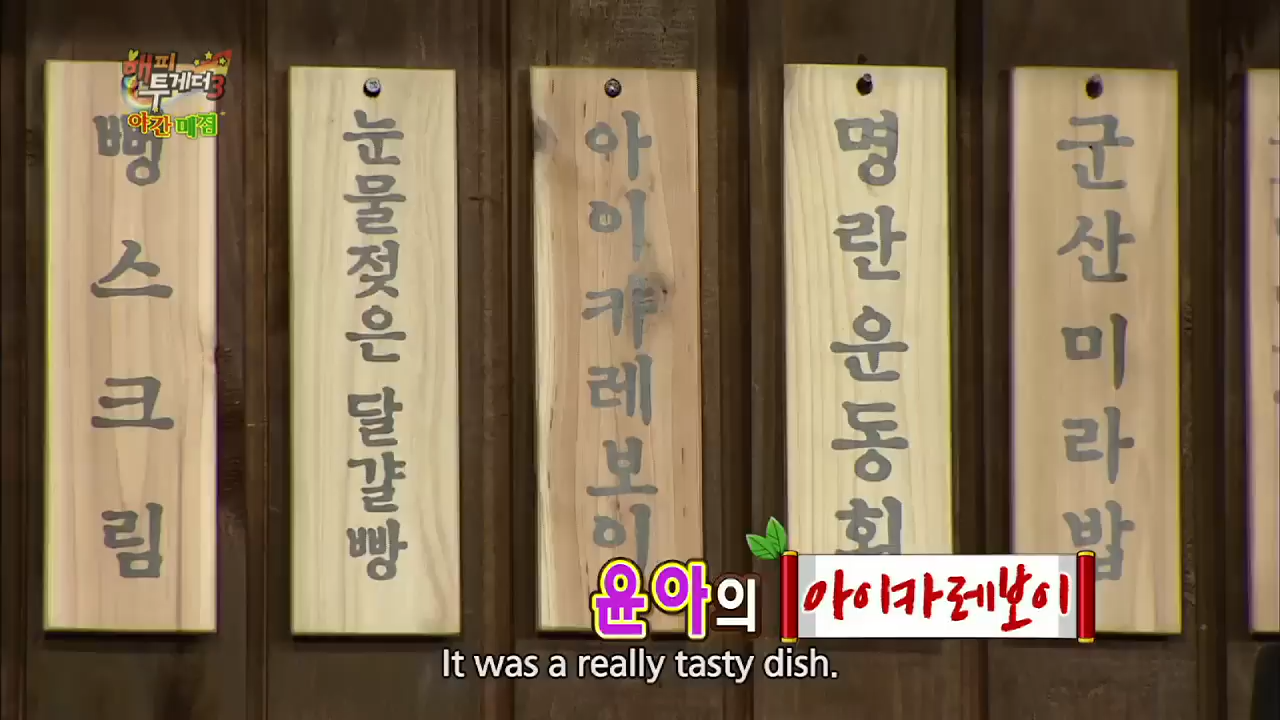 해피
투게더3
야간매점
뻥스크림
눈물젖은 달걀빵
아이카레보이
명란운동회
군산미라밥
윤아의 아이카레보이
It was a really tasty dish.